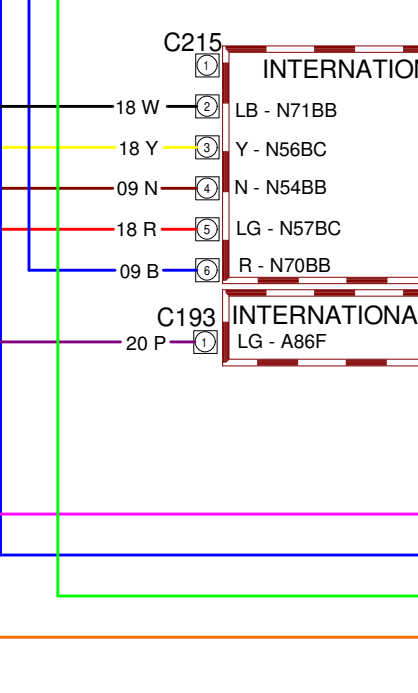 C215
1 INTERNATIO
18 W 2 LB - N71BB
18 Y 3 Y - N56BC
09 N 4 N - N54BB
18 R 5 LG - N57BC
09 B 6 R - N70BB
C193 INTERNATIONA
20 P 1 LG - A86F